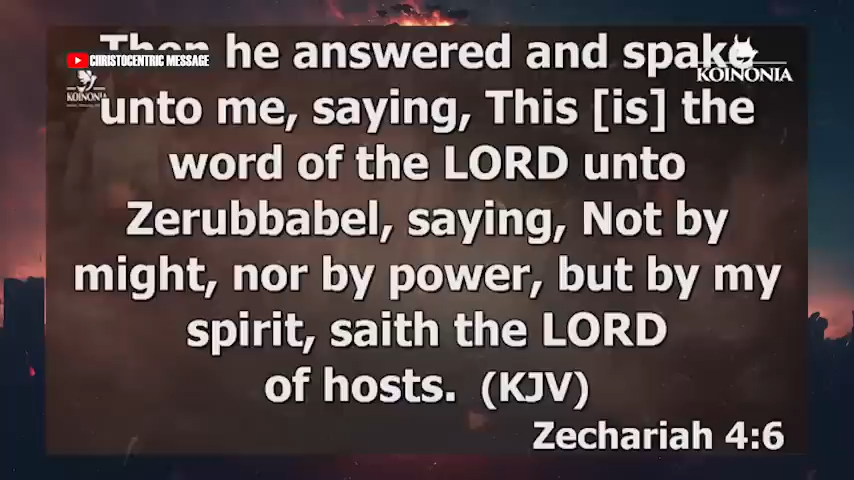 Then he answered and spake
CHRISTOCENTRIC MESSAGE
KOINONIA
KOINONIA
unto me, saying, This [is] the
word of the LORD unto
Zerubbabel, saying, Not by
might, nor by power, but by my
spirit, saith the LORD
of hosts. (KJV)
Zechariah 4:6